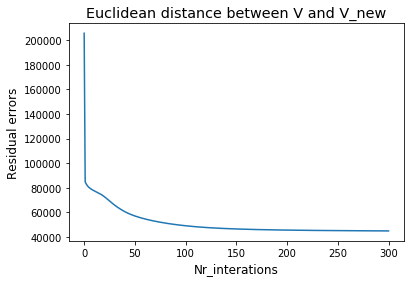 Euclidean distance between V and V_new
200000
180000
160000
140000
120000
100000
80000
60000
40000
Residual errors
0 50 100 150 200 250 300
Nr_interations